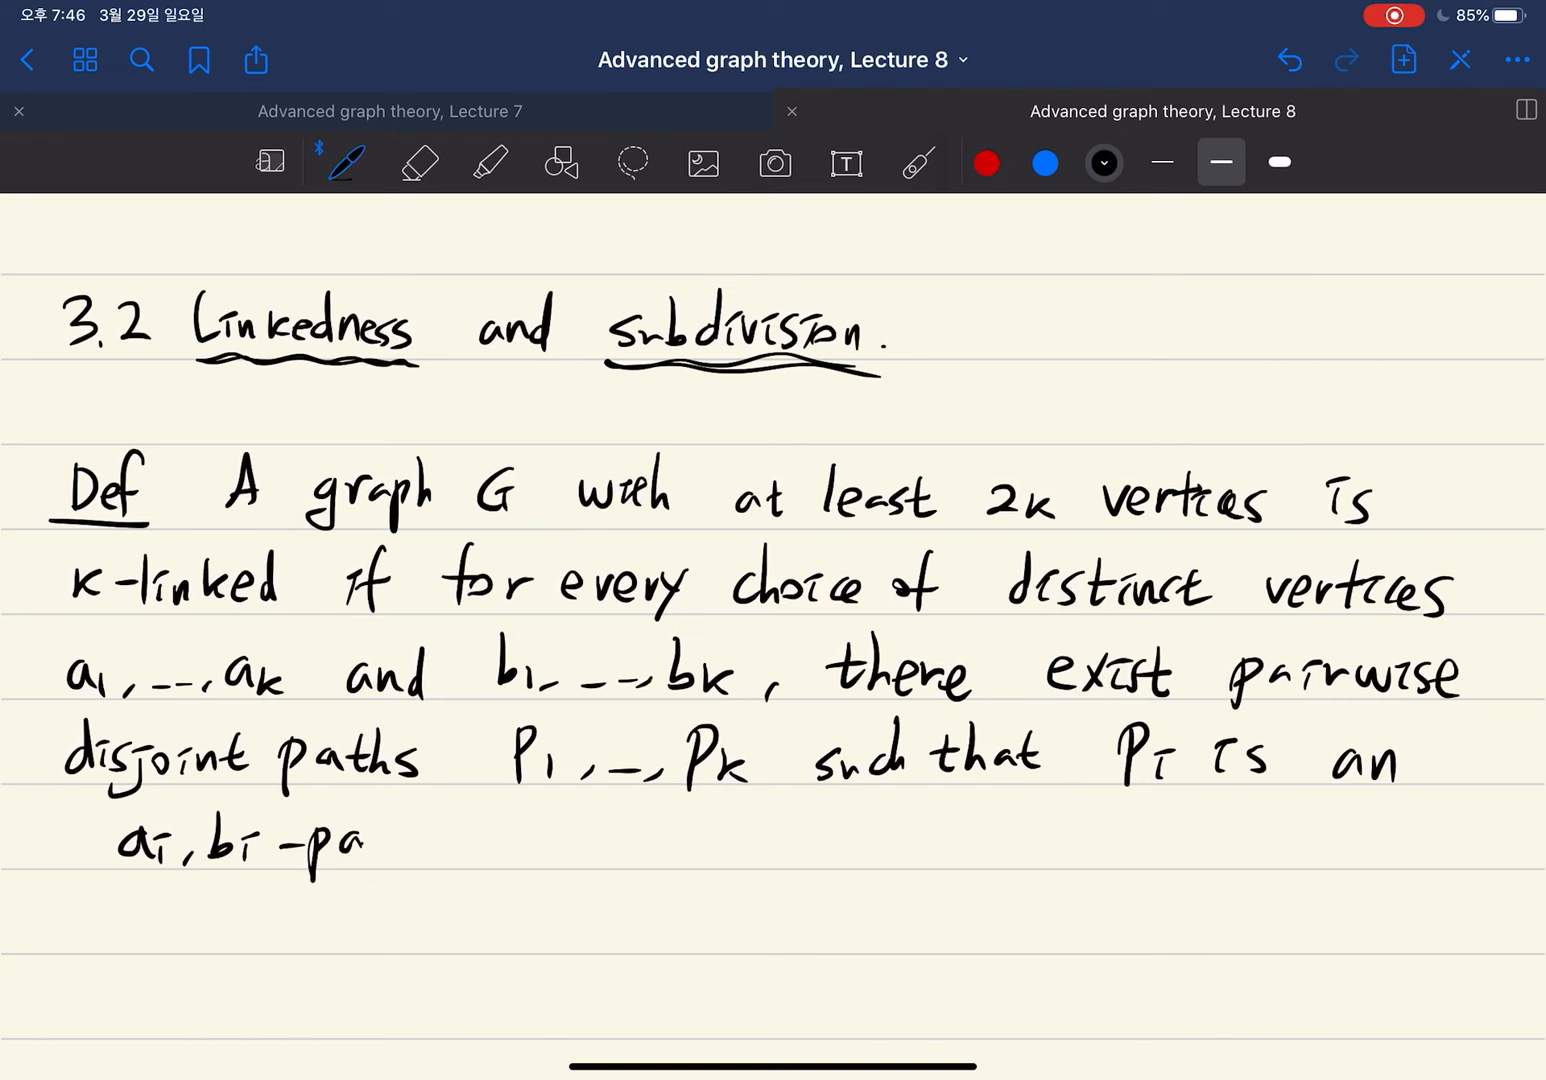 오후 7:46 3월 29일 일요일 85%
Advanced graph theory, Lecture 8
Advanced graph theory, Lecture 7 Advanced graph theory, Lecture 8
3.2 Linkedness and subdivision.
Def A graph G with at least 2k vertices is
k-linked if for every choice of distinct vertices
a1, ..., ak and b1, ..., bk, there exist pairwise
disjoint paths P1, ..., Pk such that Pi is an
ai, bi -pa